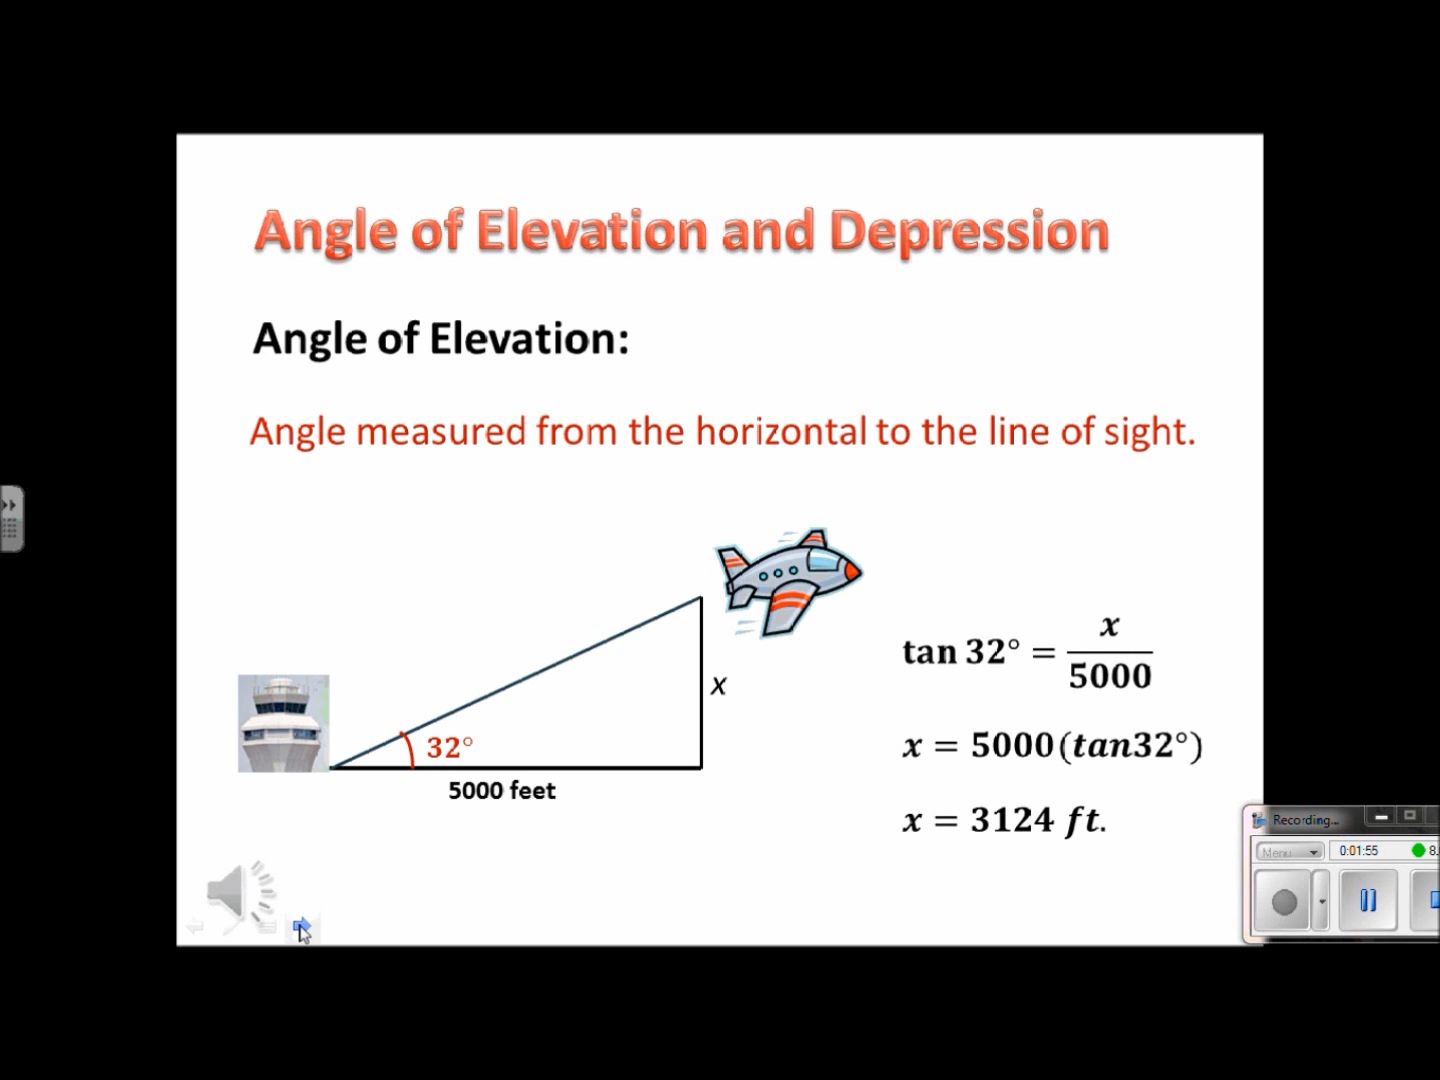 Angle of Elevation and Depression
Angle of Elevation:
Angle measured from the horizontal to the line of sight.
tan 32° = x/5000
x
32°
x = 5000(tan32°)
5000 feet
x = 3124 ft.
Recording...
Menu 0:01:55 8.